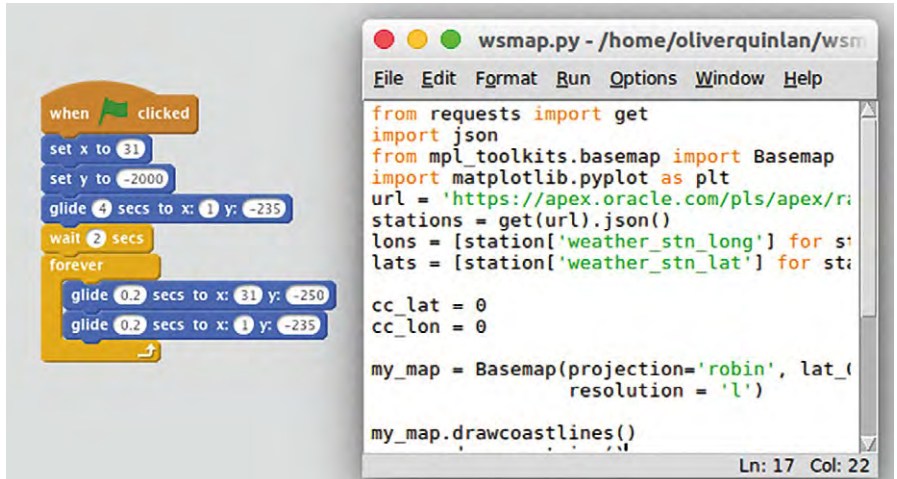 when clicked
set x to 31
set y to -2000
glide 4 secs to x: 1 y: -235
wait 2 secs
forever
glide 0.2 secs to x: 31 y: -250
glide 0.2 secs to x: 1 y: -235
wsmap.py - /home/oliverquinlan/wsm
File Edit Format Run Options Window Help
from requests import get
import json
from mpl_toolkits.basemap import Basemap
import matplotlib.pyplot as plt
url = 'https://apex.oracle.com/pls/apex/ra
stations = get(url).json()
lons = [station['weather_stn_long'] for st
lats = [station['weather_stn_lat'] for sta
cc_lat = 0
cc_lon = 0
my_map = Basemap(projection='robin', lat_0
resolution = 'l')
my_map.drawcoastlines()
Ln: 17 Col: 22